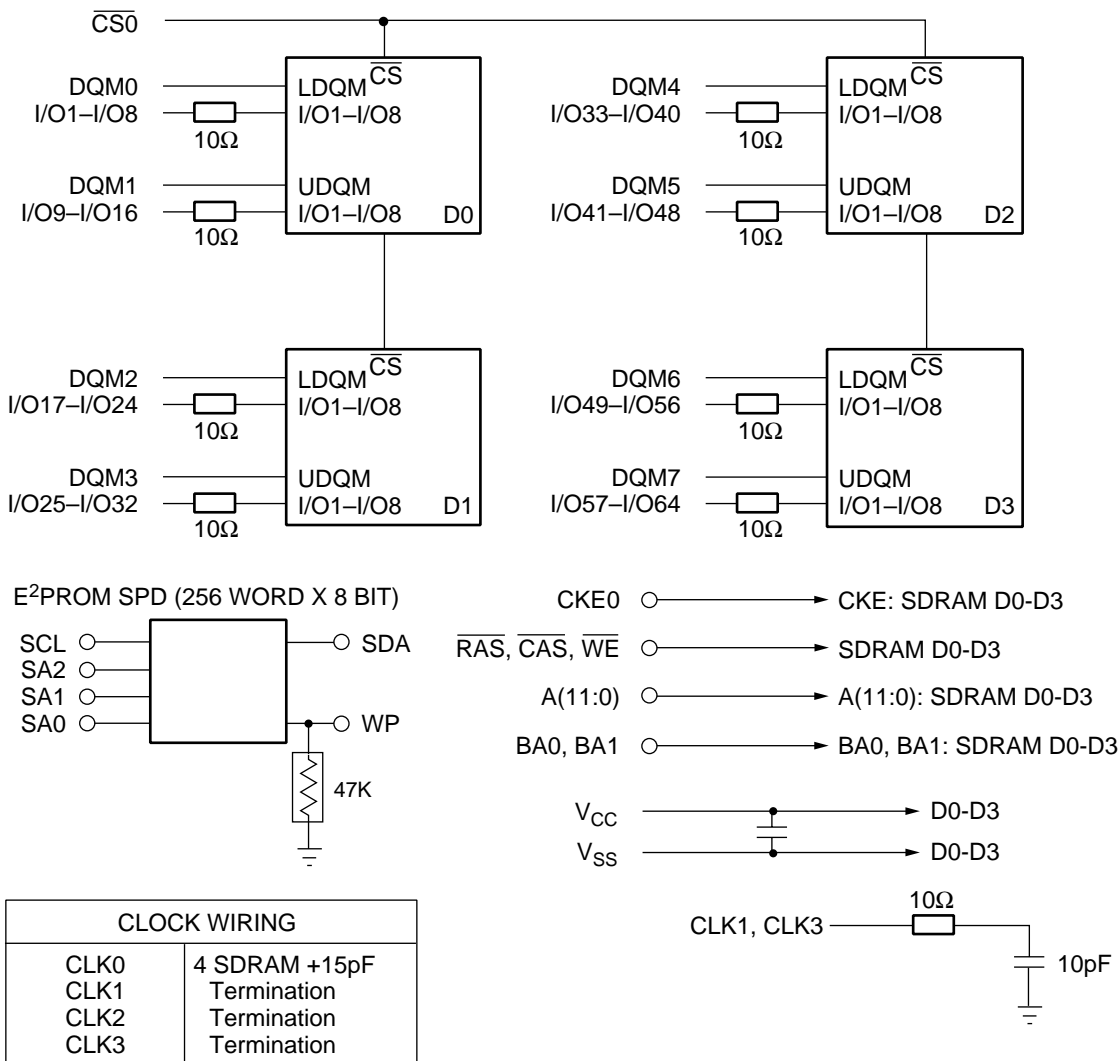 CS0
CS
DQM0
LDQM
I/O1–I/O8
I/O1–I/O8
10Ω
DQM1
UDQM
I/O9–I/O16
I/O1–I/O8
D0
10Ω
CS
DQM4
LDQM
I/O33–I/O40
I/O1–I/O8
10Ω
DQM5
UDQM
I/O41–I/O48
I/O1–I/O8
D2
10Ω
CS
DQM2
LDQM
I/O17–I/O24
I/O1–I/O8
10Ω
DQM3
UDQM
I/O25–I/O32
I/O1–I/O8
D1
10Ω
CS
DQM6
LDQM
I/O49–I/O56
I/O1–I/O8
10Ω
DQM7
UDQM
I/O57–I/O64
I/O1–I/O8
D3
10Ω
E²PROM SPD (256 WORD X 8 BIT)
SCL
SDA
SA2
SA1
SA0
WP
47K
CKE0
CKE: SDRAM D0-D3
RAS, CAS, WE
SDRAM D0-D3
A(11:0)
A(11:0): SDRAM D0-D3
BA0, BA1
BA0, BA1: SDRAM D0-D3
VCC
D0-D3
VSS
D0-D3
CLK1, CLK3
10Ω
10pF
CLOCK WIRING
CLK0 4 SDRAM +15pF
CLK1 Termination
CLK2 Termination
CLK3 Termination